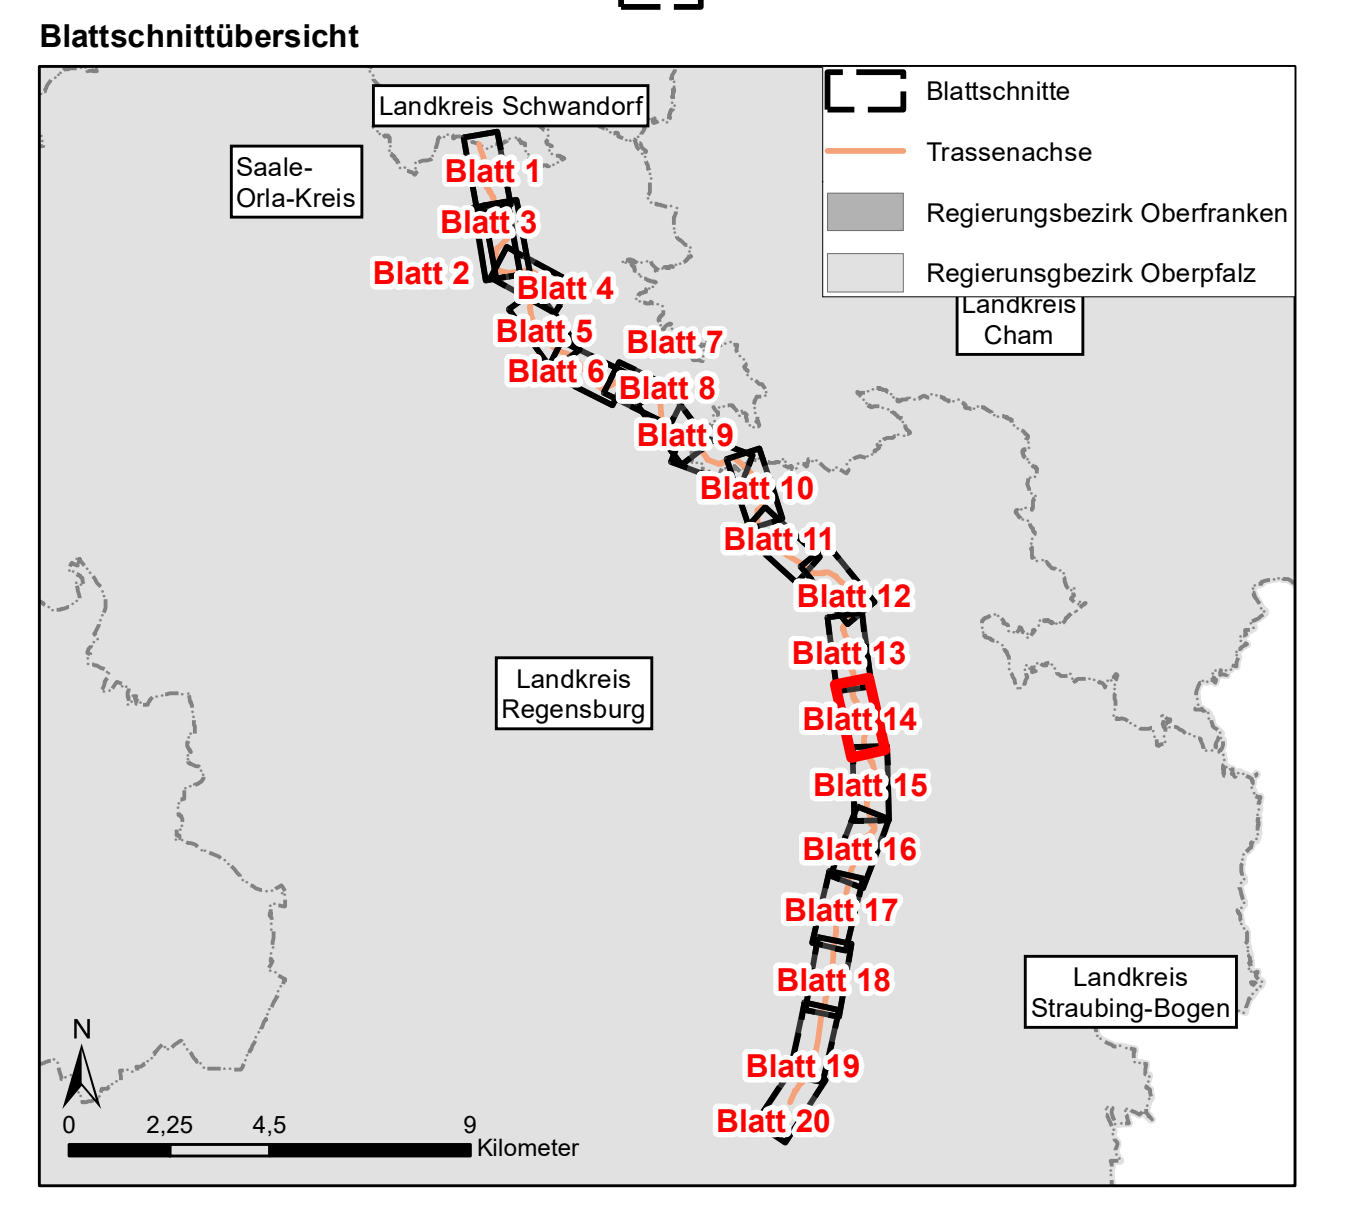 Blattschnittübersicht
Landkreis Schwandorf
Saale-
Orla-Kreis
Blattschnitte
Trassenachse
Regierungsbezirk Oberfranken
Regierunsgbezirk Oberpfalz
Landkreis
Cham
Blatt 1
Blatt 3
Blatt 2
Blatt 4
Blatt 5
Blatt 7
Blatt 6
Blatt 8
Blatt 9
Blatt 10
Blatt 11
Blatt 12
Blatt 13
Landkreis
Regensburg
Blatt 14
Blatt 15
Blatt 16
Blatt 17
Blatt 18
Landkreis
Straubing-Bogen
Blatt 19
Blatt 20
N
0 2,25 4,5 9
Kilometer